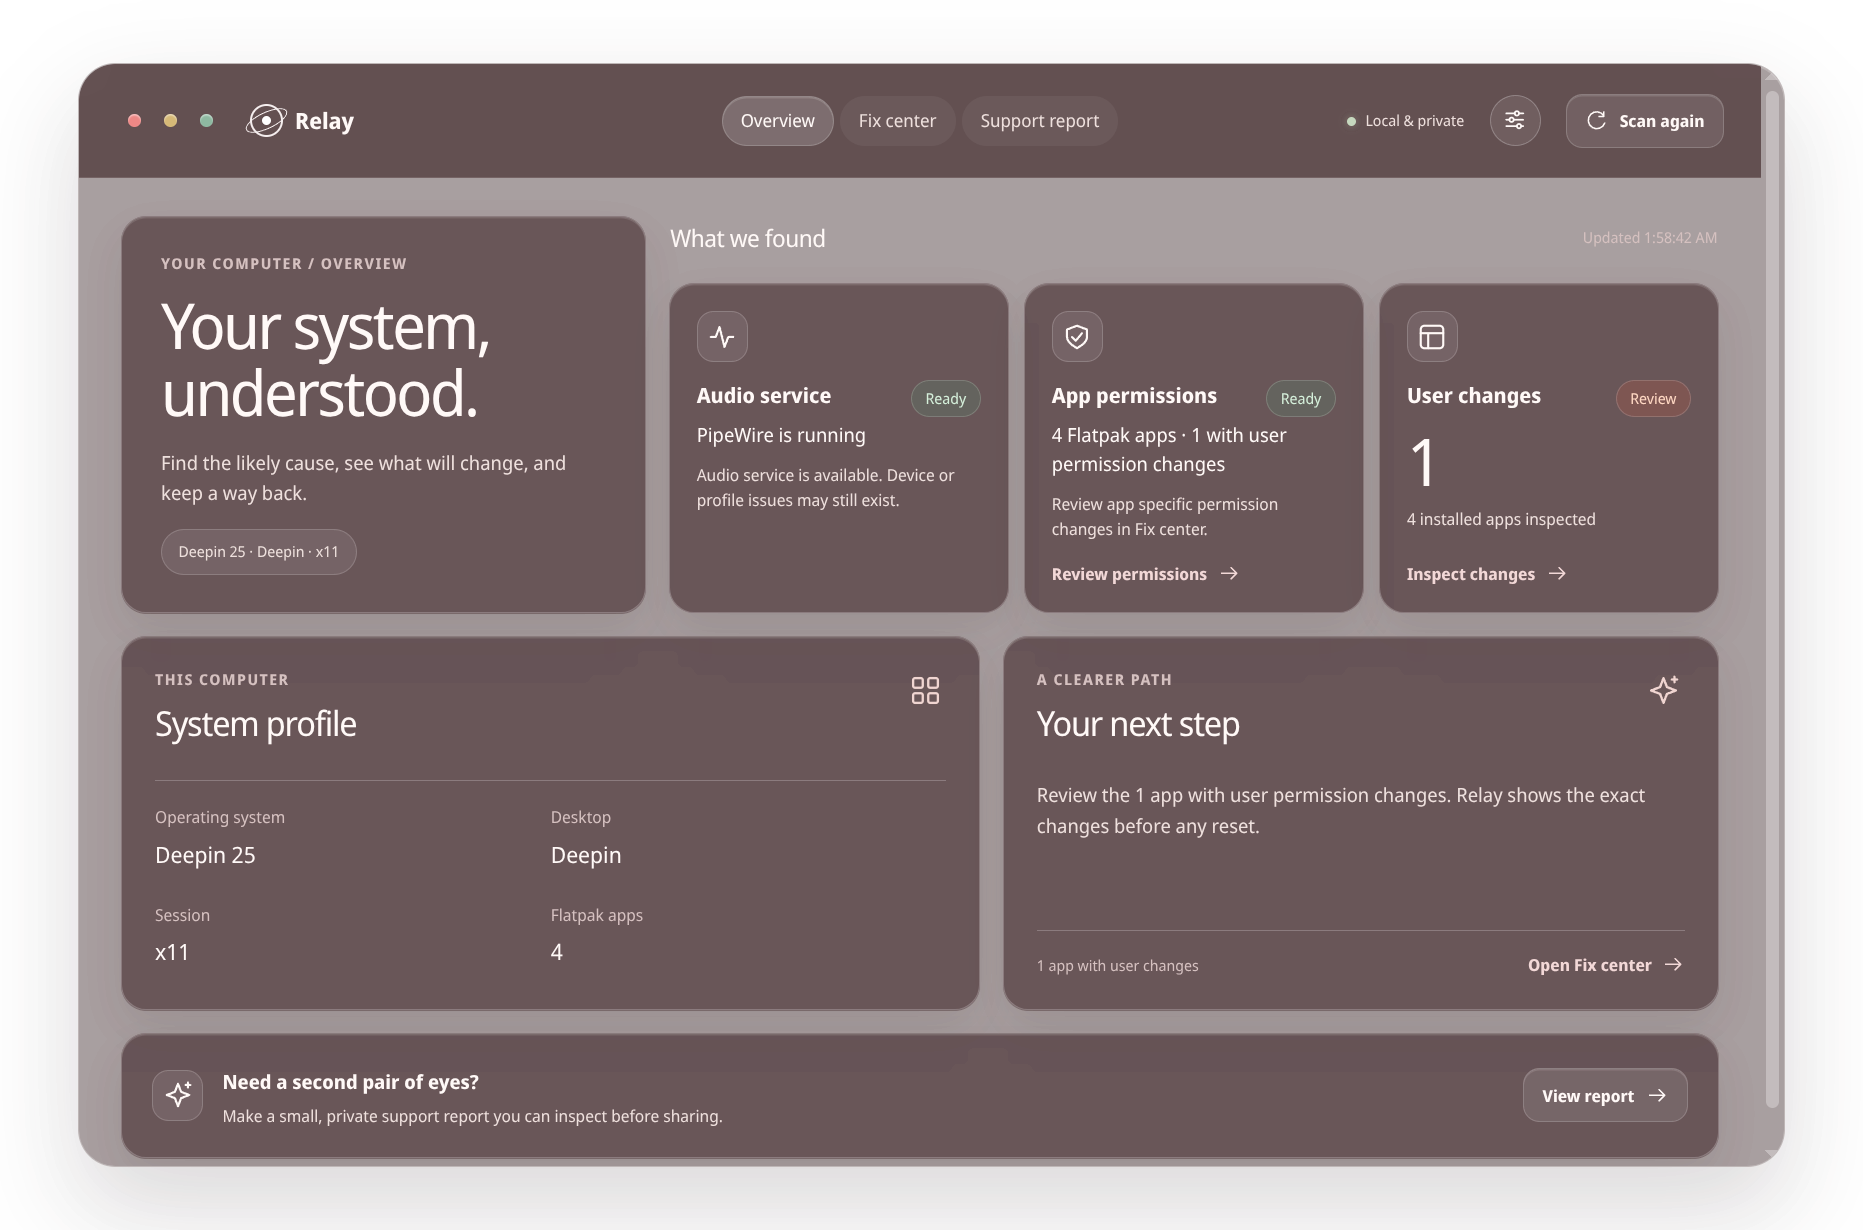 Relay
Overview
Fix center
Support report
Local & private
Scan again
YOUR COMPUTER / OVERVIEW
Your system,
understood.
Find the likely cause, see what will change, and
keep a way back.
Deepin 25 · Deepin · x11
What we found
Updated 1:58:42 AM
Audio service
Ready
PipeWire is running
Audio service is available. Device or
profile issues may still exist.
App permissions
Ready
4 Flatpak apps · 1 with user
permission changes
Review app specific permission
changes in Fix center.
Review permissions
User changes
Review
1
4 installed apps inspected
Inspect changes
THIS COMPUTER
System profile
Operating system
Deepin 25
Desktop
Deepin
Session
x11
Flatpak apps
4
A CLEARER PATH
Your next step
Review the 1 app with user permission changes. Relay shows the exact
changes before any reset.
1 app with user changes
Open Fix center
Need a second pair of eyes?
Make a small, private support report you can inspect before sharing.
View report